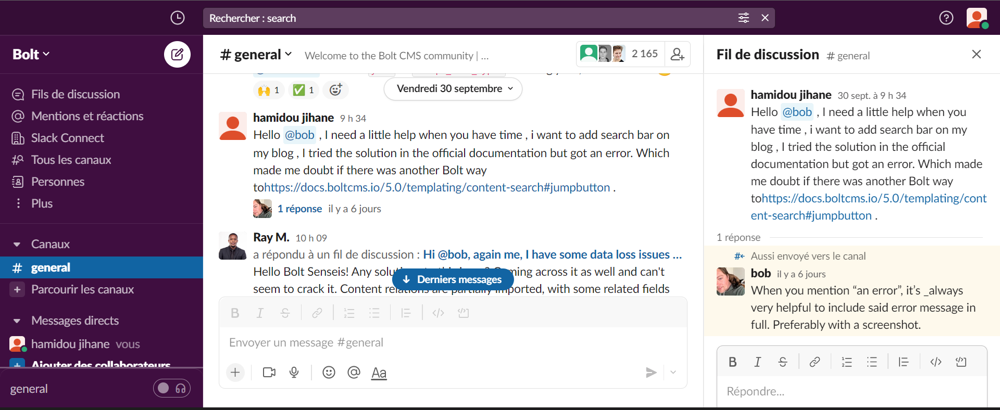 Rechercher : search
Bolt
Fils de discussion
Mentions et réactions
Slack Connect
Tous les canaux
Personnes
Plus
Canaux
# general
Parcourir les canaux
Messages directs
hamidou jihane vous
Ajouter des collaborateurs
general
# general
Welcome to the Bolt CMS community | ...
2 165
1
1
Vendredi 30 septembre
hamidou jihane 9 h 34
Hello @bob , I need a little help when you have time , i want to add search bar on
my blog , I tried the solution in the official documentation but got an error. Which
made me doubt if there was another Bolt way
tohttps://docs.boltcms.io/5.0/templating/content-search#jumpbutton .
1 réponse il y a 6 jours
Ray M. 10 h 09
a répondu à un fil de discussion : Hi @bob, again me, I have some data loss issues ...
Hello Bolt Senseis! Any across it as well and can't
Derniers messages
seem to crack it. Content relations are partially imported, with some related fields
B I S
Envoyer un message #general
Aa
Fil de discussion # general
hamidou jihane 30 sept. à 9 h 34
Hello @bob , I need a little help when you
have time , i want to add search bar on my
blog , I tried the solution in the official
documentation but got an error. Which made
me doubt if there was another Bolt way
tohttps://docs.boltcms.io/5.0/templating/cont
ent-search#jumpbutton .
1 réponse
Aussi envoyé vers le canal
bob il y a 6 jours
When you mention “an error”, it’s _always
very helpful to include said error message in
full. Preferably with a screenshot.
B I S
Répondre...